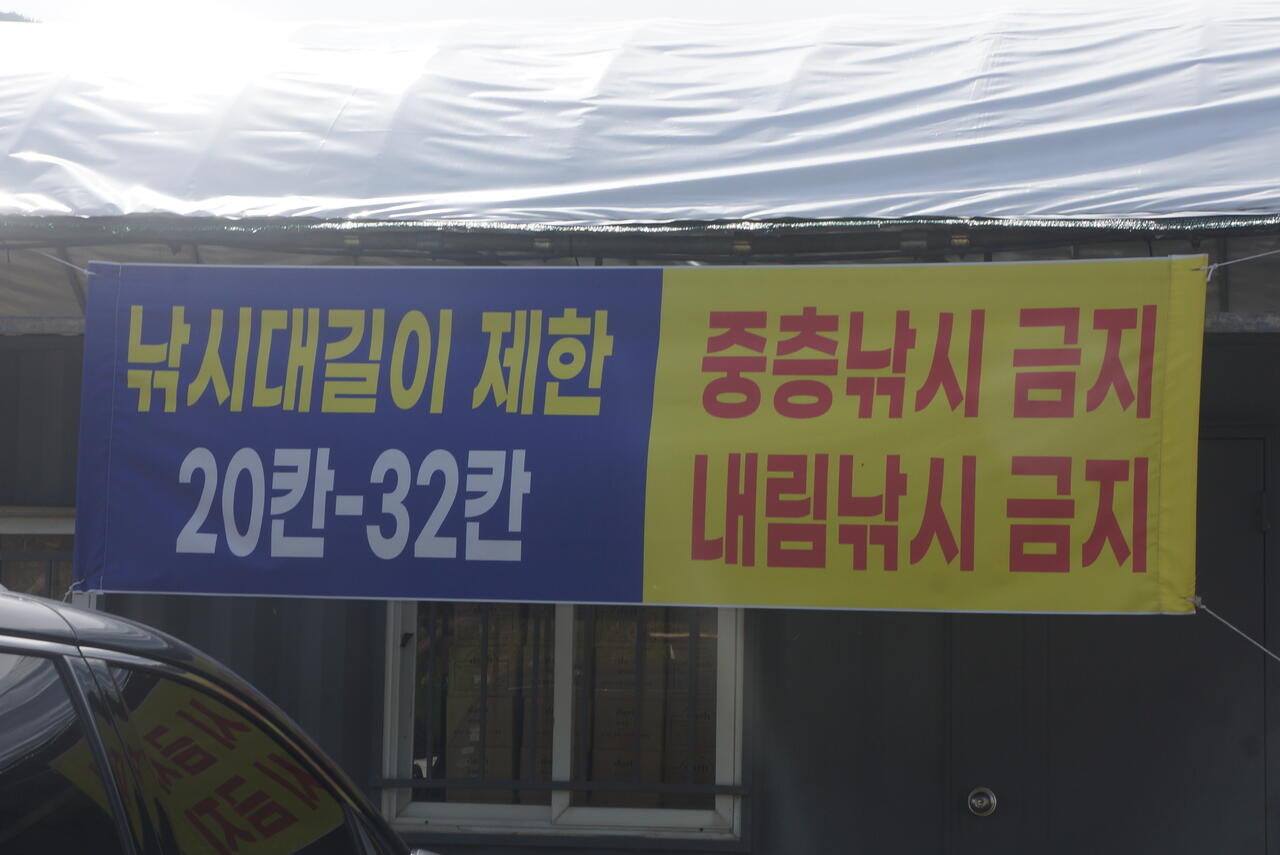 낚시대길이 제한
20칸-32칸
중층낚시 금지
내림낚시 금지